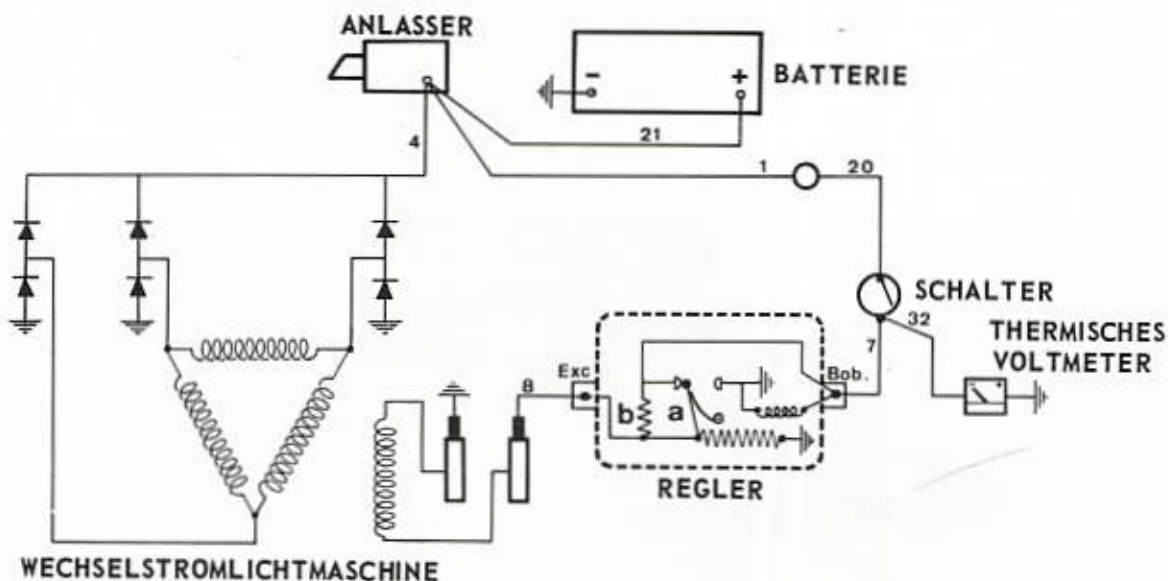 ANLASSER
BATTERIE
-
+
21
4
1
20
SCHALTER
32
THERMISCHES
VOLTMETER
7
- +
Exc
8
Bob.
b
a
REGLER
WECHSELSTROMLICHTMASCHINE